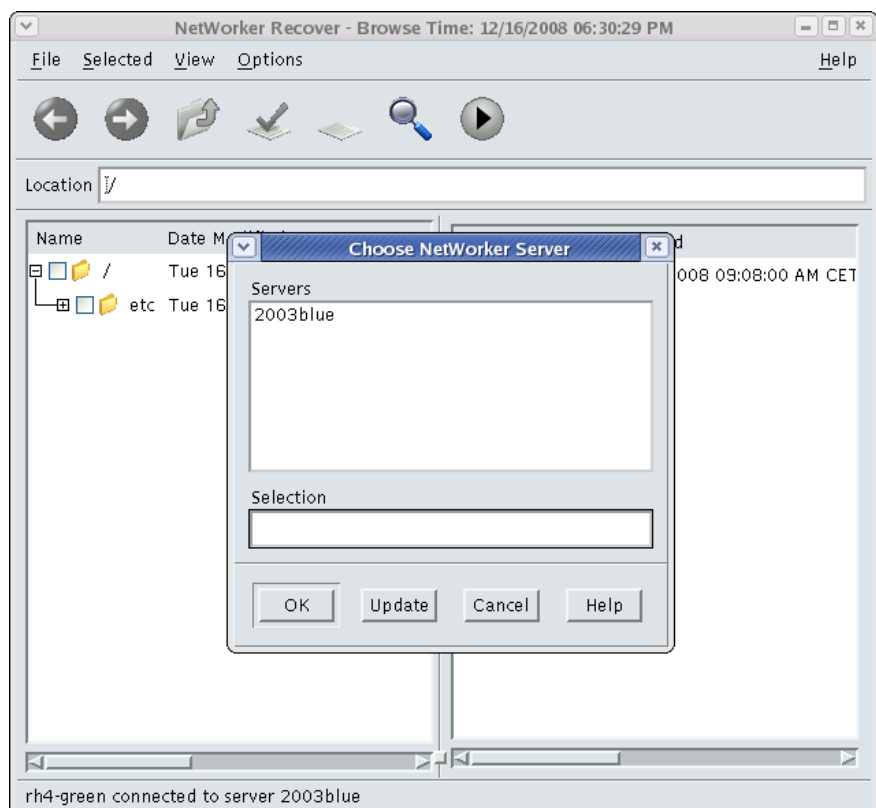 NetWorker Recover - Browse Time: 12/16/2008 06:30:29 PM
File Selected View Options Help
Location /
Name Date M
/ Tue 16
etc Tue 16
d
008 09:08:00 AM CET
Choose NetWorker Server
Servers
2003blue
Selection
OK Update Cancel Help
rh4-green connected to server 2003blue